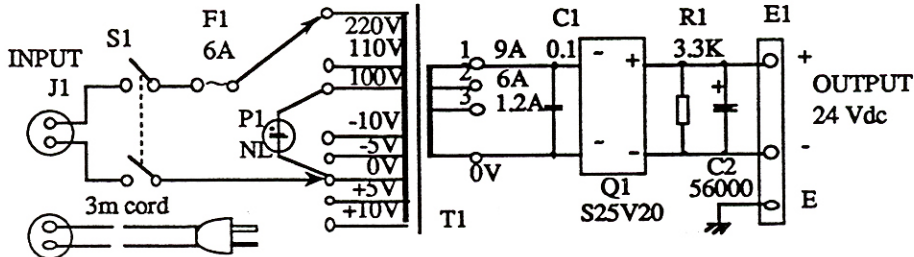 INPUT
J1
S1
F1
6A
220V
110V
100V
P1
NL
-10V
-5V
0V
+5V
+10V
3m cord
T1
1
2
3
9A
6A
1.2A
0V
C1
0.1
-
-
+
-
Q1
S25V20
R1
3.3K
+
C2
56000
E1
+
-
E
OUTPUT
24 Vdc